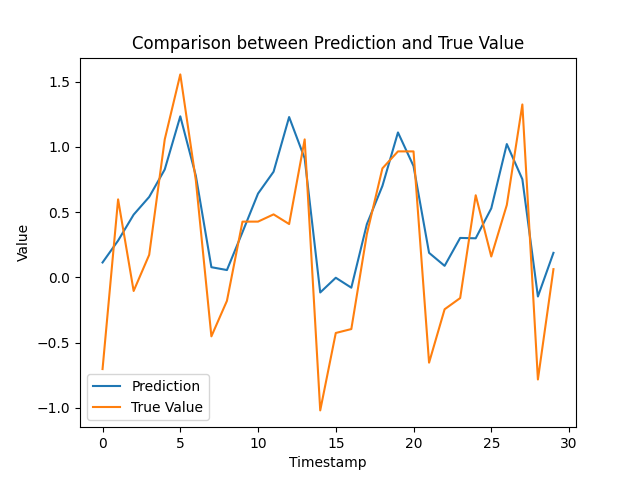 Comparison between Prediction and True Value
1.5
1.0
0.5
0.0
−0.5
−1.0
Value
Prediction
True Value
0 5 10 15 20 25 30
Timestamp